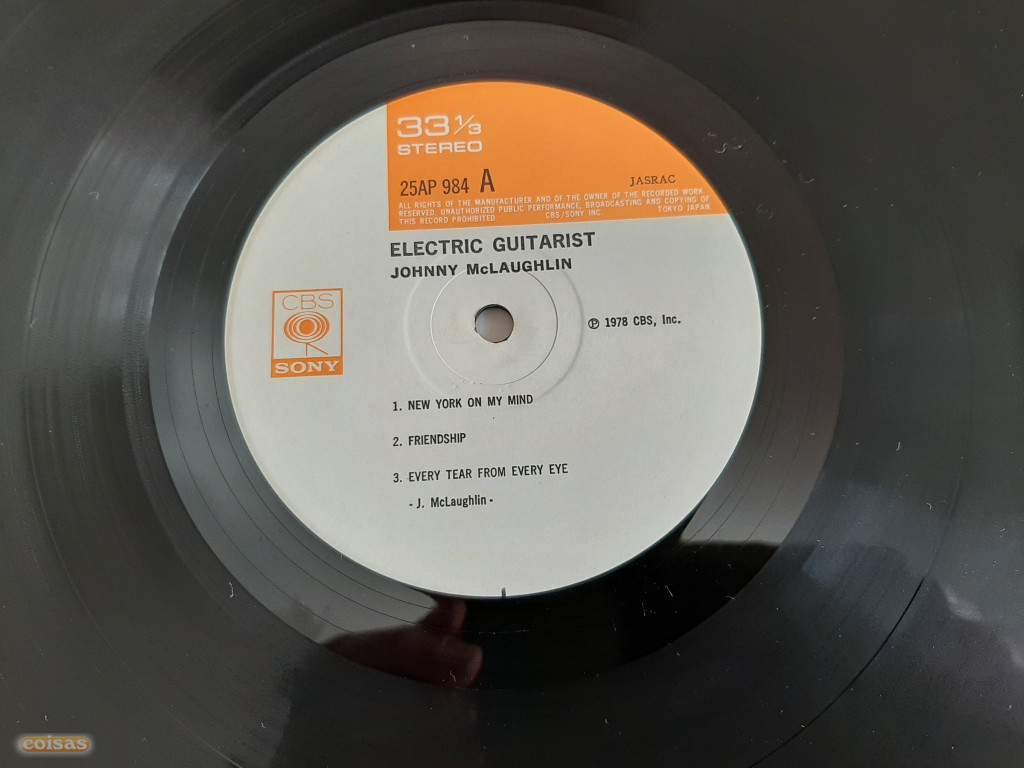 33 1/3
STEREO
25AP 984 A
JASRAC
ALL RIGHTS OF THE MANUFACTURER AND OF THE OWNER OF THE RECORDED WORK
RESERVED. UNAUTHORIZED PUBLIC PERFORMANCE, BROADCASTING AND COPYING OF
THIS RECORD PROHIBITED CBS/SONY INC. TOKYO JAPAN
ELECTRIC GUITARIST
JOHNNY McLAUGHLIN
CBS
SONY
℗ 1978 CBS, Inc.
1. NEW YORK ON MY MIND
2. FRIENDSHIP
3. EVERY TEAR FROM EVERY EYE
- J. McLaughlin -
coisas